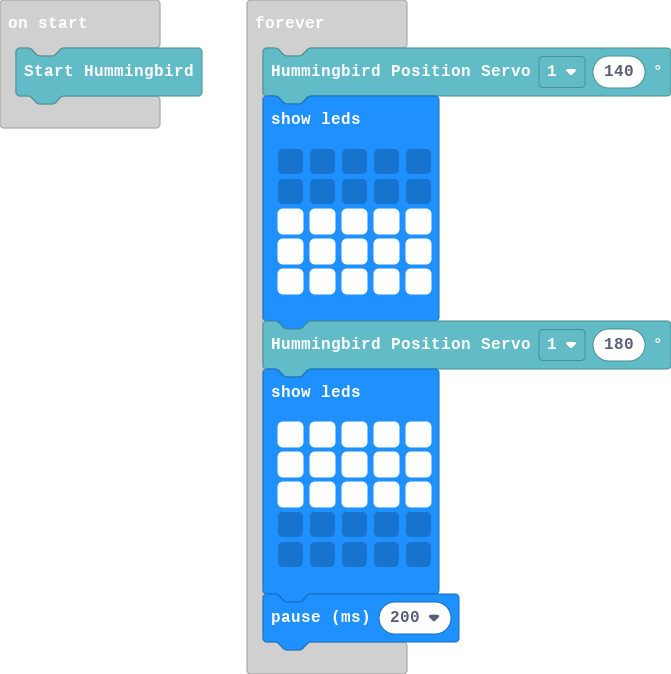 on start
Start Hummingbird
forever
Hummingbird Position Servo 1 140 °
show leds
Hummingbird Position Servo 1 180 °
show leds
pause (ms) 200